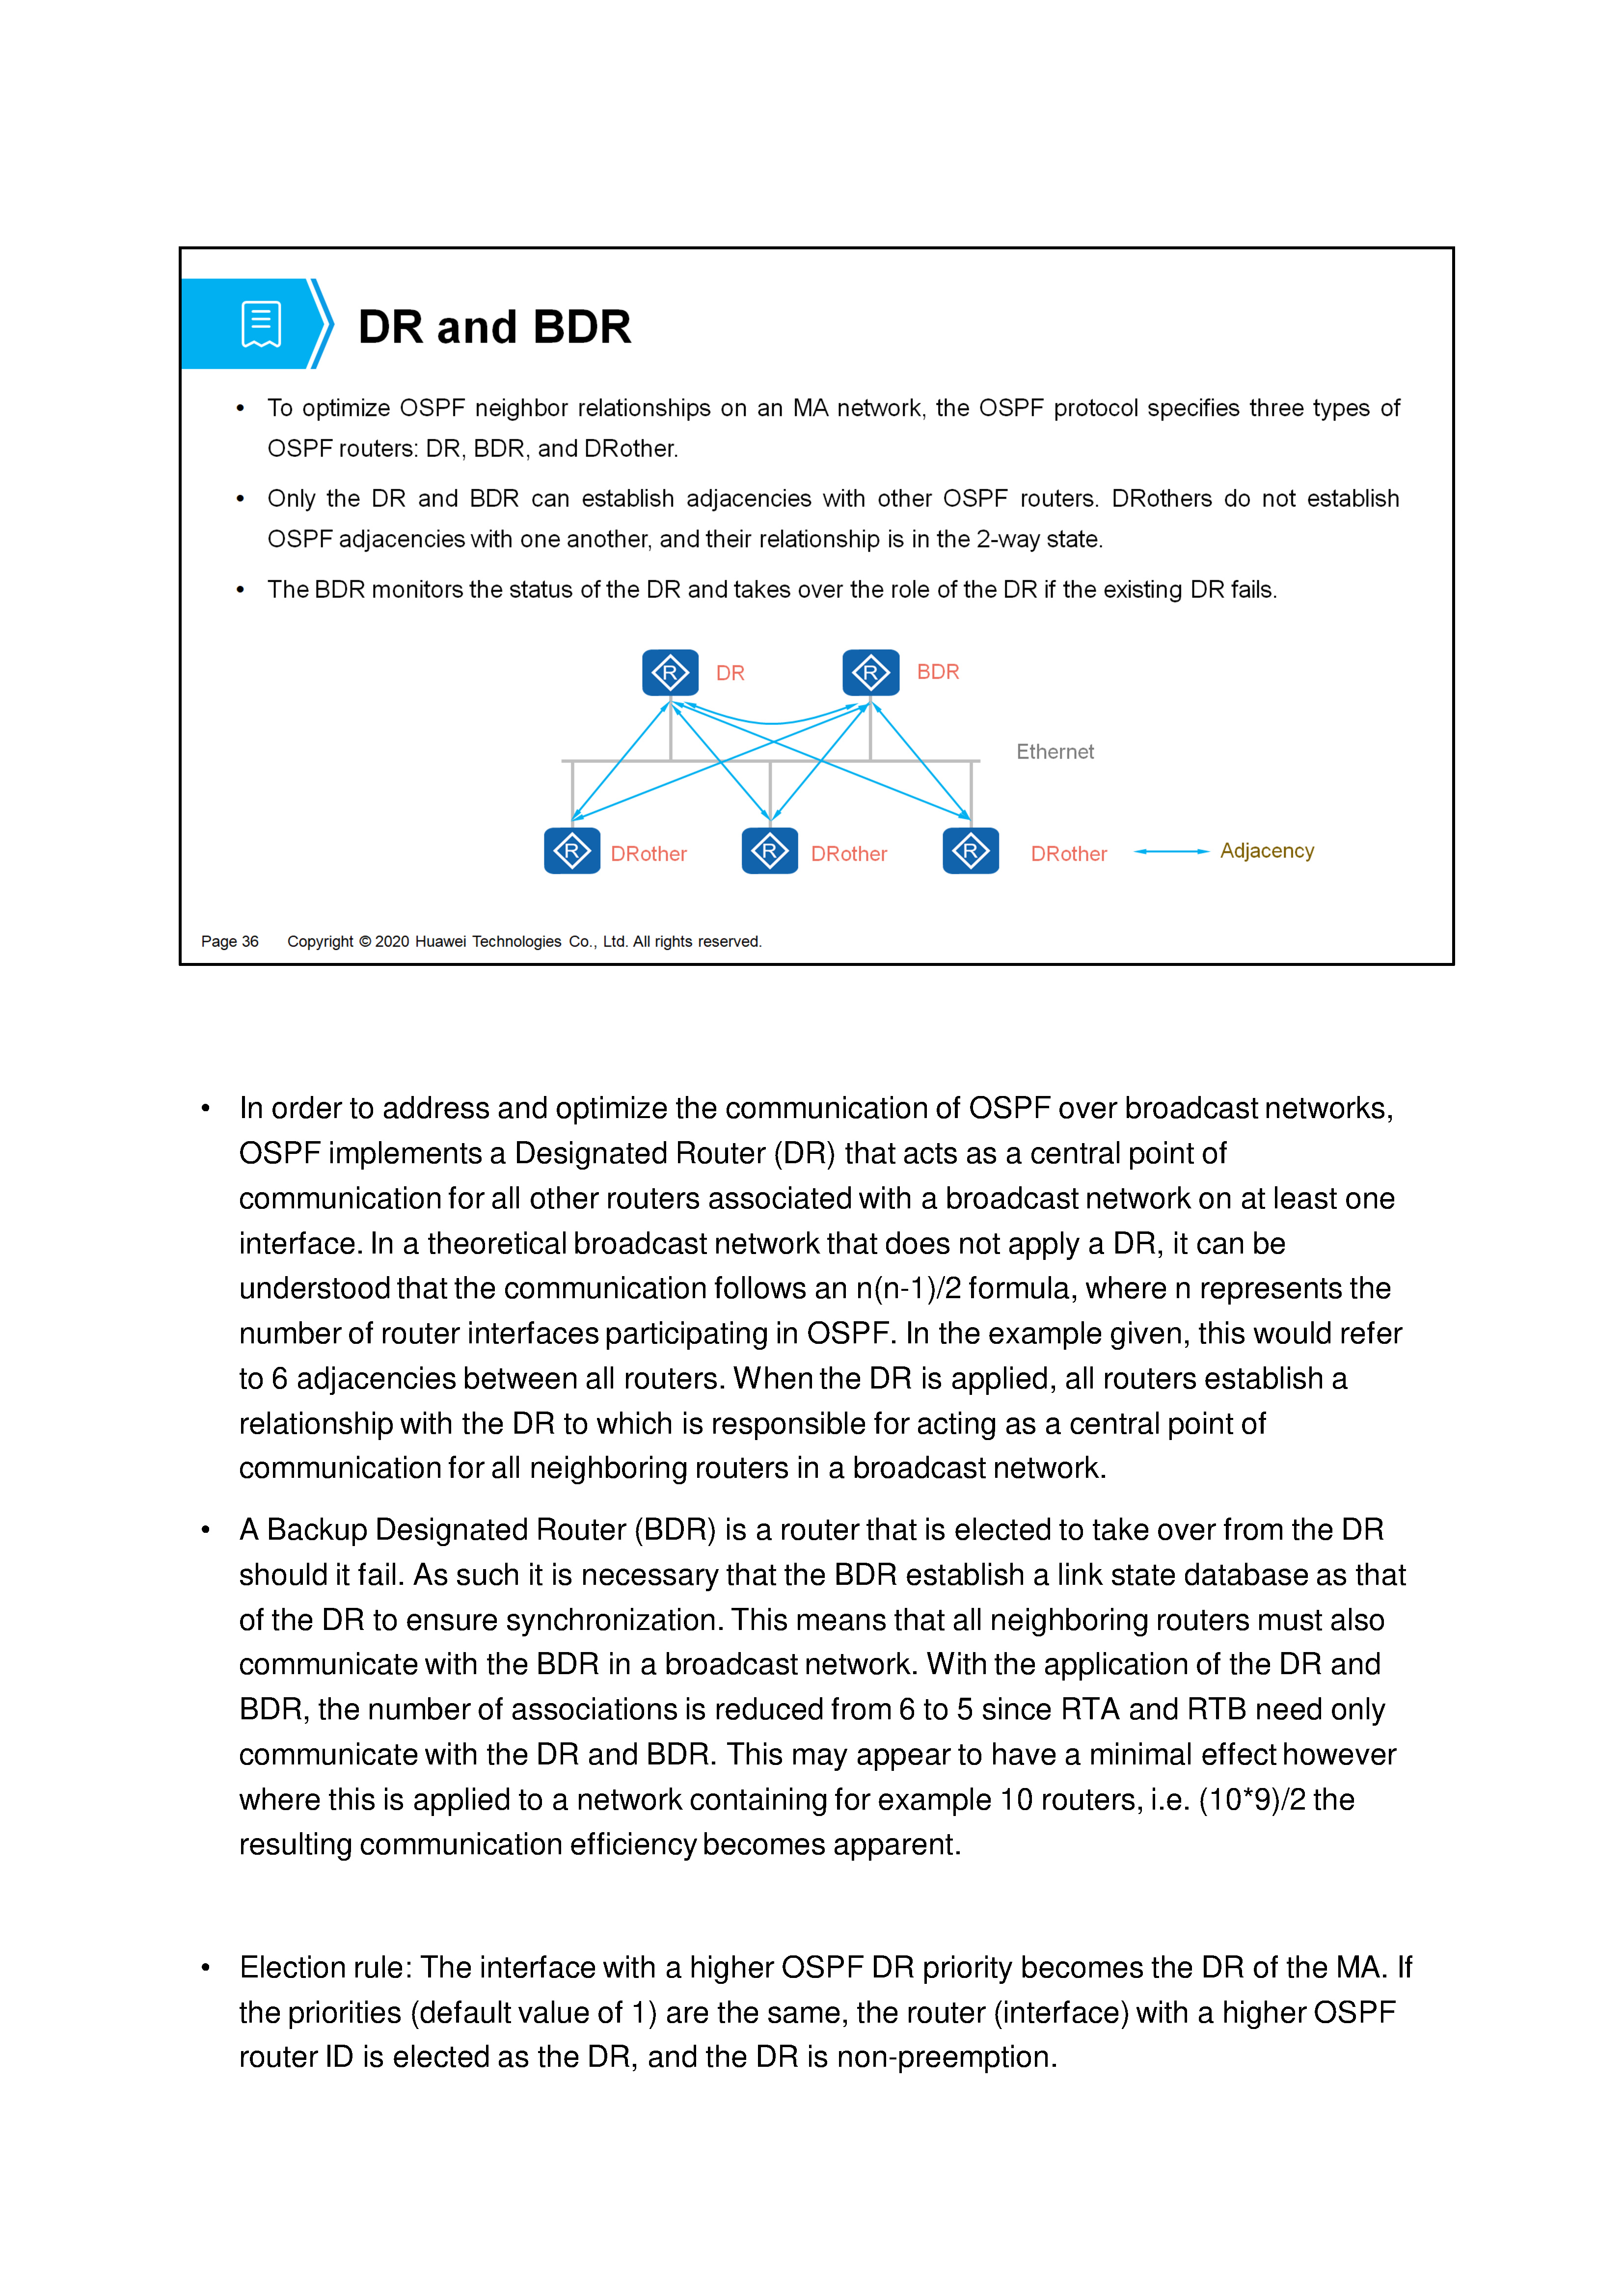 DR and BDR
• To optimize OSPF neighbor relationships on an MA network, the OSPF protocol specifies three types of
OSPF routers: DR, BDR, and DRother.
• Only the DR and BDR can establish adjacencies with other OSPF routers. DRothers do not establish
OSPF adjacencies with one another, and their relationship is in the 2-way state.
• The BDR monitors the status of the DR and takes over the role of the DR if the existing DR fails.
R DR R BDR
Ethernet
R DRother R DRother R DRother Adjacency
Page 36 Copyright © 2020 Huawei Technologies Co., Ltd. All rights reserved.
• In order to address and optimize the communication of OSPF over broadcast networks,
OSPF implements a Designated Router (DR) that acts as a central point of
communication for all other routers associated with a broadcast network on at least one
interface. In a theoretical broadcast network that does not apply a DR, it can be
understood that the communication follows an n(n-1)/2 formula, where n represents the
number of router interfaces participating in OSPF. In the example given, this would refer
to 6 adjacencies between all routers. When the DR is applied, all routers establish a
relationship with the DR to which is responsible for acting as a central point of
communication for all neighboring routers in a broadcast network.
• A Backup Designated Router (BDR) is a router that is elected to take over from the DR
should it fail. As such it is necessary that the BDR establish a link state database as that
of the DR to ensure synchronization. This means that all neighboring routers must also
communicate with the BDR in a broadcast network. With the application of the DR and
BDR, the number of associations is reduced from 6 to 5 since RTA and RTB need only
communicate with the DR and BDR. This may appear to have a minimal effect however
where this is applied to a network containing for example 10 routers, i.e. (10*9)/2 the
resulting communication efficiency becomes apparent.
• Election rule: The interface with a higher OSPF DR priority becomes the DR of the MA. If
the priorities (default value of 1) are the same, the router (interface) with a higher OSPF
router ID is elected as the DR, and the DR is non-preemption.